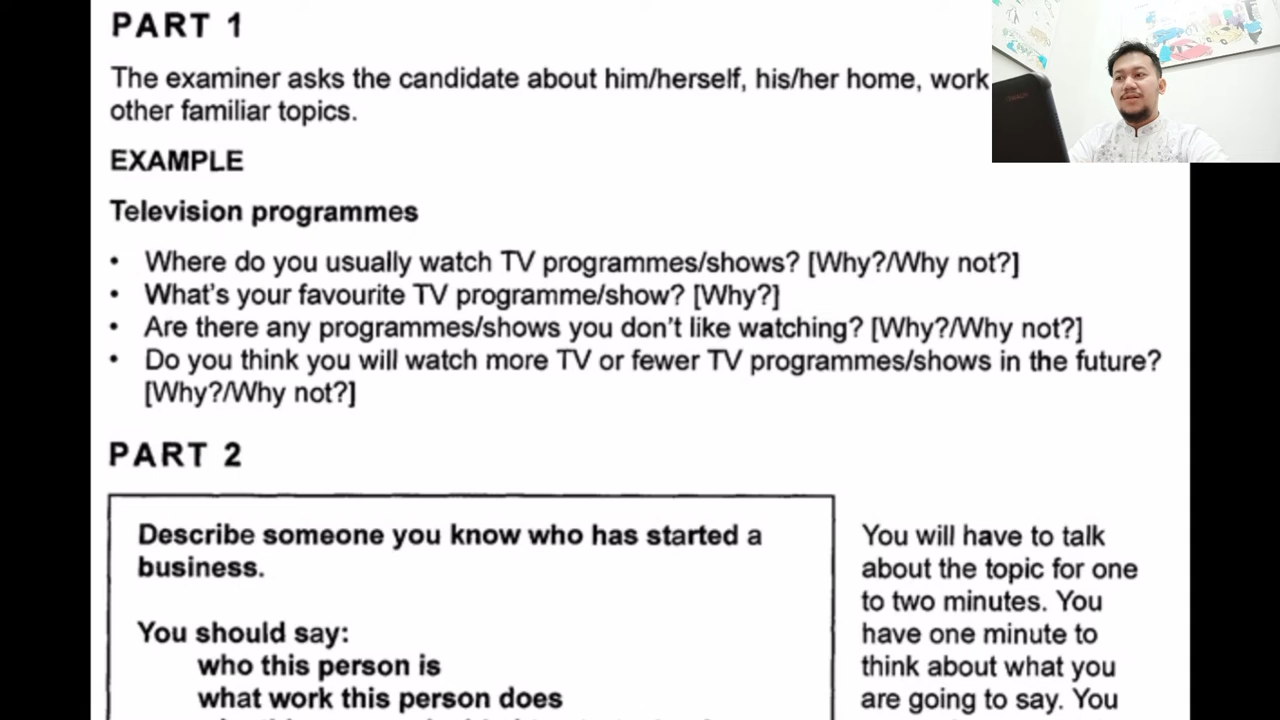 PART 1
The examiner asks the candidate about him/herself, his/her home, work
other familiar topics.
EXAMPLE
Television programmes
• Where do you usually watch TV programmes/shows? [Why?/Why not?]
• What's your favourite TV programme/show? [Why?]
• Are there any programmes/shows you don't like watching? [Why?/Why not?]
• Do you think you will watch more TV or fewer TV programmes/shows in the future?
[Why?/Why not?]
PART 2
Describe someone you know who has started a
business.
You should say:
who this person is
what work this person does
You will have to talk
about the topic for one
to two minutes. You
have one minute to
think about what you
are going to say. You